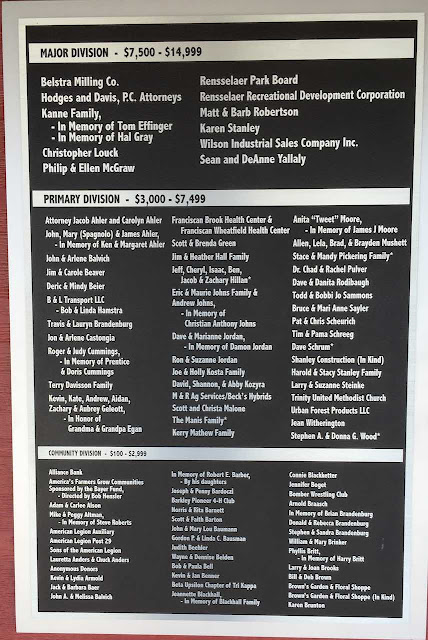 MAJOR DIVISION - $7,500 - $14,999
Belstra Milling Co.
Hodges and Davis, P.C. Attorneys
Kanne Family,
- In Memory of Tom Effinger
- In Memory of Hal Gray
Christopher Louck
Philip & Ellen McGraw
Rensselaer Park Board
Rensselaer Recreational Development Corporation
Matt & Barb Robertson
Karen Stanley
Wilson Industrial Sales Company Inc.
Sean and DeAnne Yallaly
PRIMARY DIVISION - $3,000 - $7,499
Attorney Jacob Ahler and Carolyn Ahler
John, Mary (Spagnolo) & James Ahler,
- In Memory of Ken & Margaret Ahler
John & Arlene Balvich
Jim & Carole Beaver
Deric & Mindy Beier
B & L Transport LLC
- Bob & Linda Hamstra
Travis & Lauryn Brandenburg
Jon & Arlene Castongia
Roger & Judy Cummings,
- In Memory of Prentice
& Doris Cummings
Terry Davisson Family
Kevin, Kate, Andrew, Aidan,
Zachary & Aubrey Geleott,
- In Honor of
Grandma & Grandpa Egan
Franciscan Brook Health Center &
Franciscan Wheatfield Health Center
Scott & Brenda Green
Jim & Heather Hall Family
Jeff, Cheryl, Isaac, Ben,
Jacob & Zachary Hillan*
Eric & Maurie Johns Family &
Andrew Johns,
- In Memory of
Christian Anthony Johns
Dave & Marianne Jordan,
- In Memory of Damon Jordan
Ron & Suzanne Jordan
Joe & Holly Kosta Family
David, Shannon, & Abby Kozyra
M & R Ag Services/Beck's Hybrids
Scott and Christa Malone
The Manis Family*
Kerry Mathew Family
Anita "Tweet" Moore,
- In Memory of James J Moore
Allen, Lela, Brad, & Brayden Mushett
Stace & Mandy Pickering Family*
Dr. Chad & Rachel Pulver
Dave & Danita Rodibaugh
Todd & Bobbi Jo Sammons
Bruce & Mari Anne Sayler
Pat & Chris Scheurich
Tim & Pama Schreeg
Dave Schrum*
Shanley Construction (In Kind)
Harold & Stacy Stanley Family
Larry & Suzanne Steinke
Trinity United Methodist Church
Urban Forest Products LLC
Jean Witherington
Stephen A. & Donna G. Wood*
COMMUNITY DIVISION - $100 - $2,999
Alliance Bank
America's Farmers Grow Communities
Sponsored by the Bayer Fund,
- Directed by Bob Hensler
Adam & Carlee Alson
Mike & Peggy Altman,
- In Memory of Steve Roberts
American Legion Auxiliary
American Legion Post 29
Sons of the American Legion
Lauretta Anders & Chuck Anders
Anonymous Donors
Kevin & Lydia Arnold
Jack & Barbara Baer
John A. & Melissa Balvich
In Memory of Robert E. Barber,
- By his daughters
Joseph & Penny Bardoczi
Barkley Pioneer 4-H Club
Norris & Rita Barnett
Scott & Faith Barton
John & Mary Lou Baumann
Gordon P. & Linda C. Bausman
Judith Bechler
Wayne & Dennise Belden
Bob & Paula Bell
Kevin & Jan Benner
Beta Upsilon Chapter of Tri Kappa
Jeannette Blackhall,
- In Memory of Blackhall Family
Connie Blackketter
Jennifer Bogot
Bomber Wrestling Club
Arnold Braasch
In Memory of Brian Brandenburg
Donald & Rebecca Brandenburg
Stephen & Sandra Brandenburg
William & Mary Brinker
Phyllis Britt,
- In Memory of Harry Britt
Larry & Joan Brooks
Bill & Deb Brown
Brown's Garden & Floral Shoppe
Brown's Garden & Floral Shoppe (In Kind)
Karen Brunton